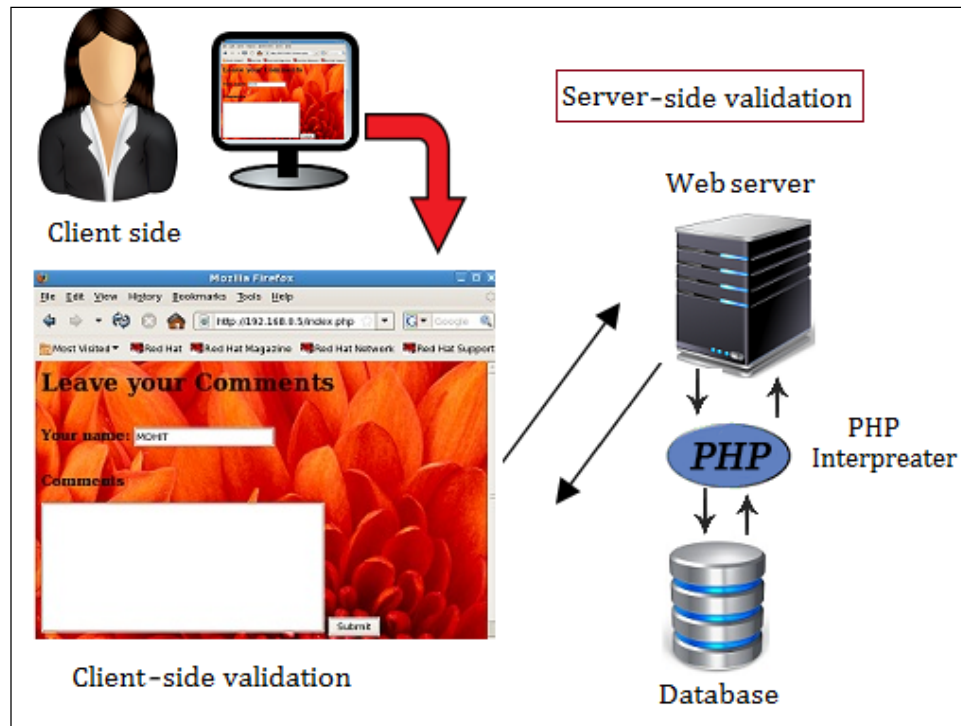 Client side
Server-side validation
Web server
Mozilla Firefox
File Edit View History Bookmarks Tools Help
http://192.168.0.5/index.php
Google
Most Visited Red Hat Red Hat Magazine Red Hat Network Red Hat Support
Leave your Comments
Your name: MOHIT
Comments
Submit
Client-side validation
PHP
PHP
Interpreater
Database